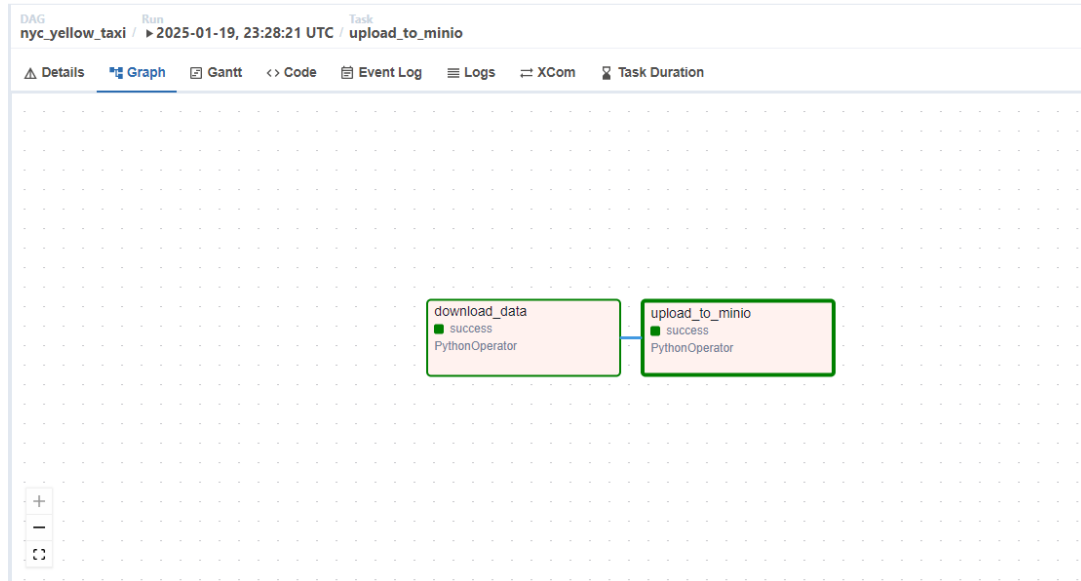 DAG Run Task
nyc_yellow_taxi / 2025-01-19, 23:28:21 UTC / upload_to_minio
Details Graph Gantt Code Event Log Logs XCom Task Duration
download_data
success
PythonOperator
upload_to_minio
success
PythonOperator